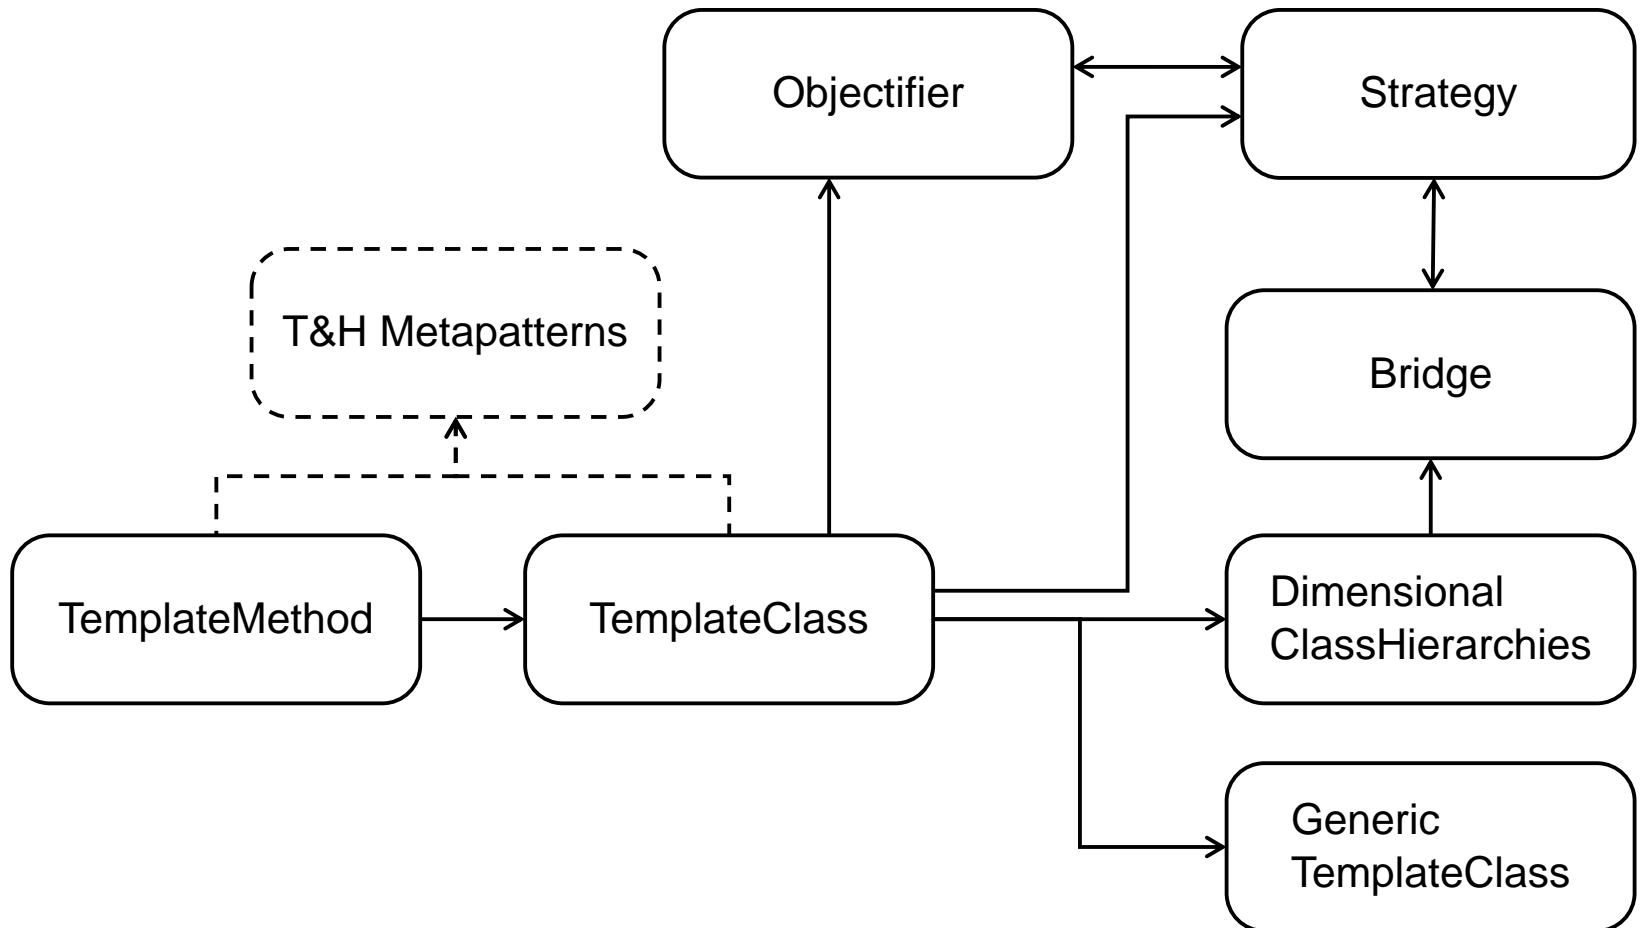 Objectifier
Strategy
T&H Metapatterns
Bridge
TemplateMethod
TemplateClass
Dimensional
ClassHierarchies
Generic
TemplateClass